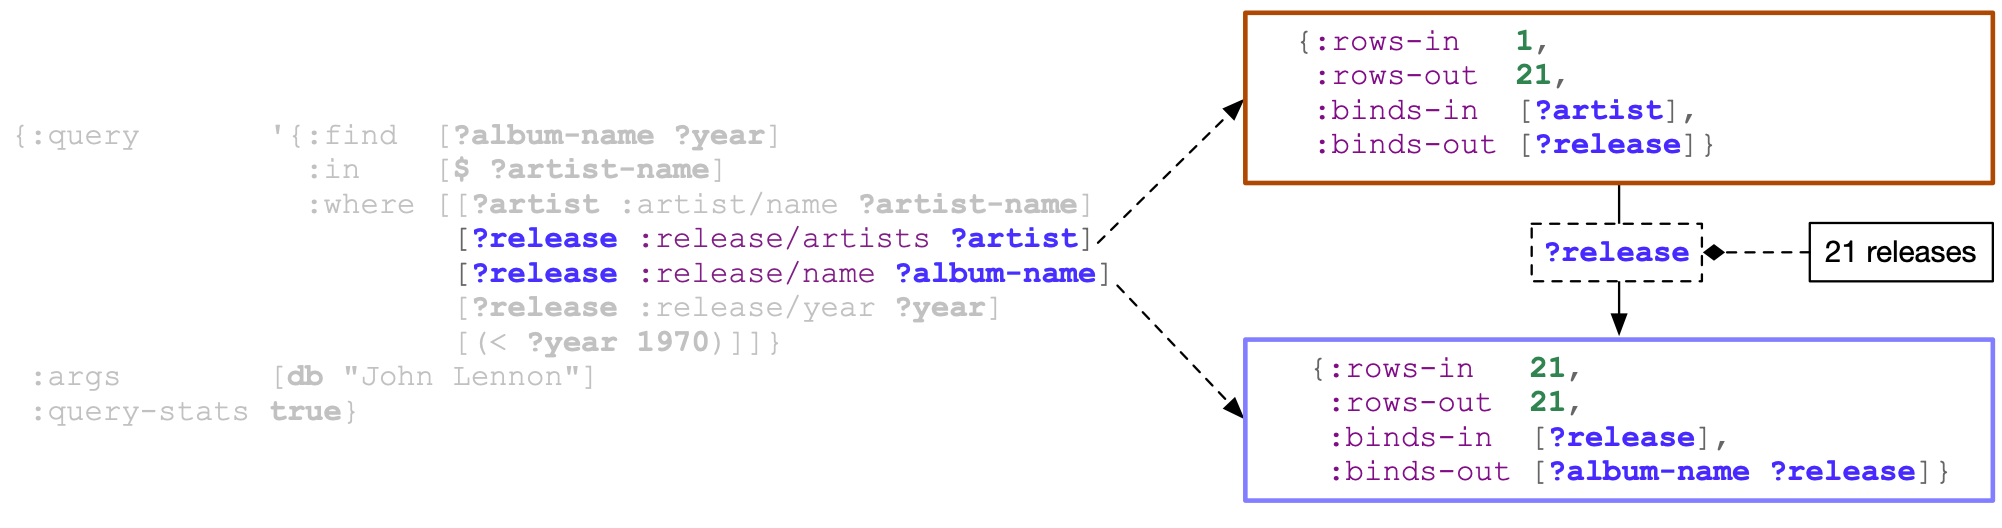 {:query '{:find [?album-name ?year]
:in [$ ?artist-name]
:where [[?artist :artist/name ?artist-name]
[?release :release/artists ?artist]
[?release :release/name ?album-name]
[?release :release/year ?year]
[(< ?year 1970)]]}
:args [db "John Lennon"]
:query-stats true}
{:rows-in 1,
:rows-out 21,
:binds-in [?artist],
:binds-out [?release]}
?release
21 releases
{:rows-in 21,
:rows-out 21,
:binds-in [?release],
:binds-out [?album-name ?release]}